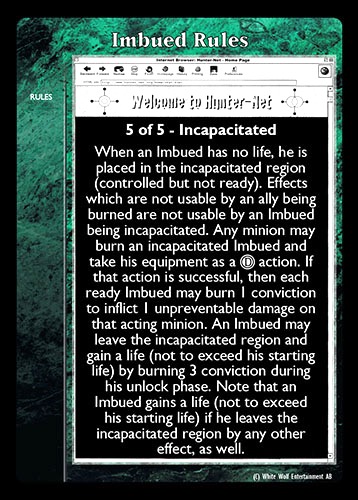 Imbued Rules
Internet Browser: Hunter-Net - Home Page
RULES
Welcome to Hunter-Net
5 of 5 - Incapacitated
When an Imbued has no life, he is
placed in the incapacitated region
(controlled but not ready). Effects
which are not usable by an ally being
burned are not usable by an Imbued
being incapacitated. Any minion may
burn an incapacitated Imbued and
take his equipment as a Ⓓ action. If
that action is successful, then each
ready Imbued may burn 1 conviction
to inflict 1 unpreventable damage on
that acting minion. An Imbued may
leave the incapacitated region and
gain a life (not to exceed his starting
life) by burning 3 conviction during
his unlock phase. Note that an
Imbued gains a life (not to exceed
his starting life) if he leaves the
incapacitated region by any other
effect, as well.
(C) White Wolf Entertainment AB